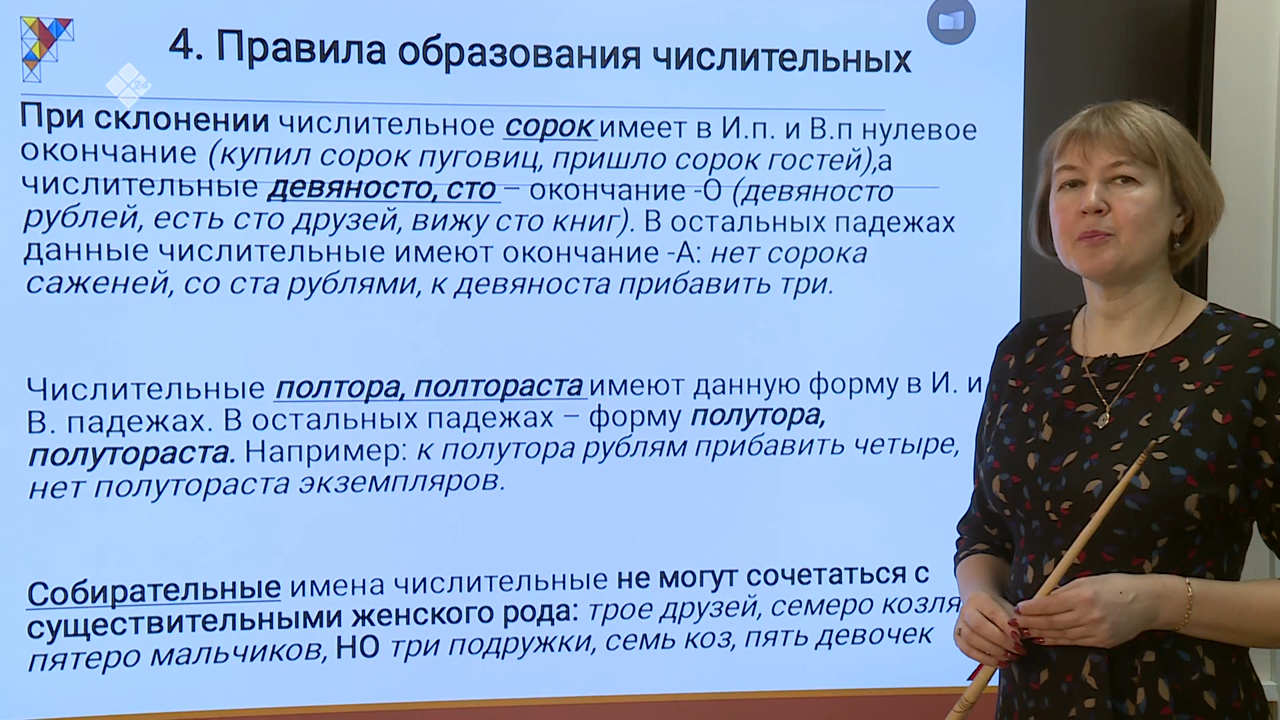 4. Правила образования числительных
24
При склонении числительное сорок имеет в И.п. и В.п нулевое
окончание (купил сорок пуговиц, пришло сорок гостей),а
числительные девяносто, сто – окончание -О (девяносто
рублей, есть сто друзей, вижу сто книг). В остальных падежах
данные числительные имеют окончание -А: нет сорока
саженей, со ста рублями, к девяноста прибавить три.
Числительные полтора, полтораста имеют данную форму в И. и
В. падежах. В остальных падежах – форму полутора,
полутораста. Например: к полутора рублям прибавить четыре,
нет полутораста экземпляров.
Собирательные имена числительные не могут сочетаться с
существительными женского рода: трое друзей, семеро козля
пятеро мальчиков, НО три подружки, семь коз, пять девочек